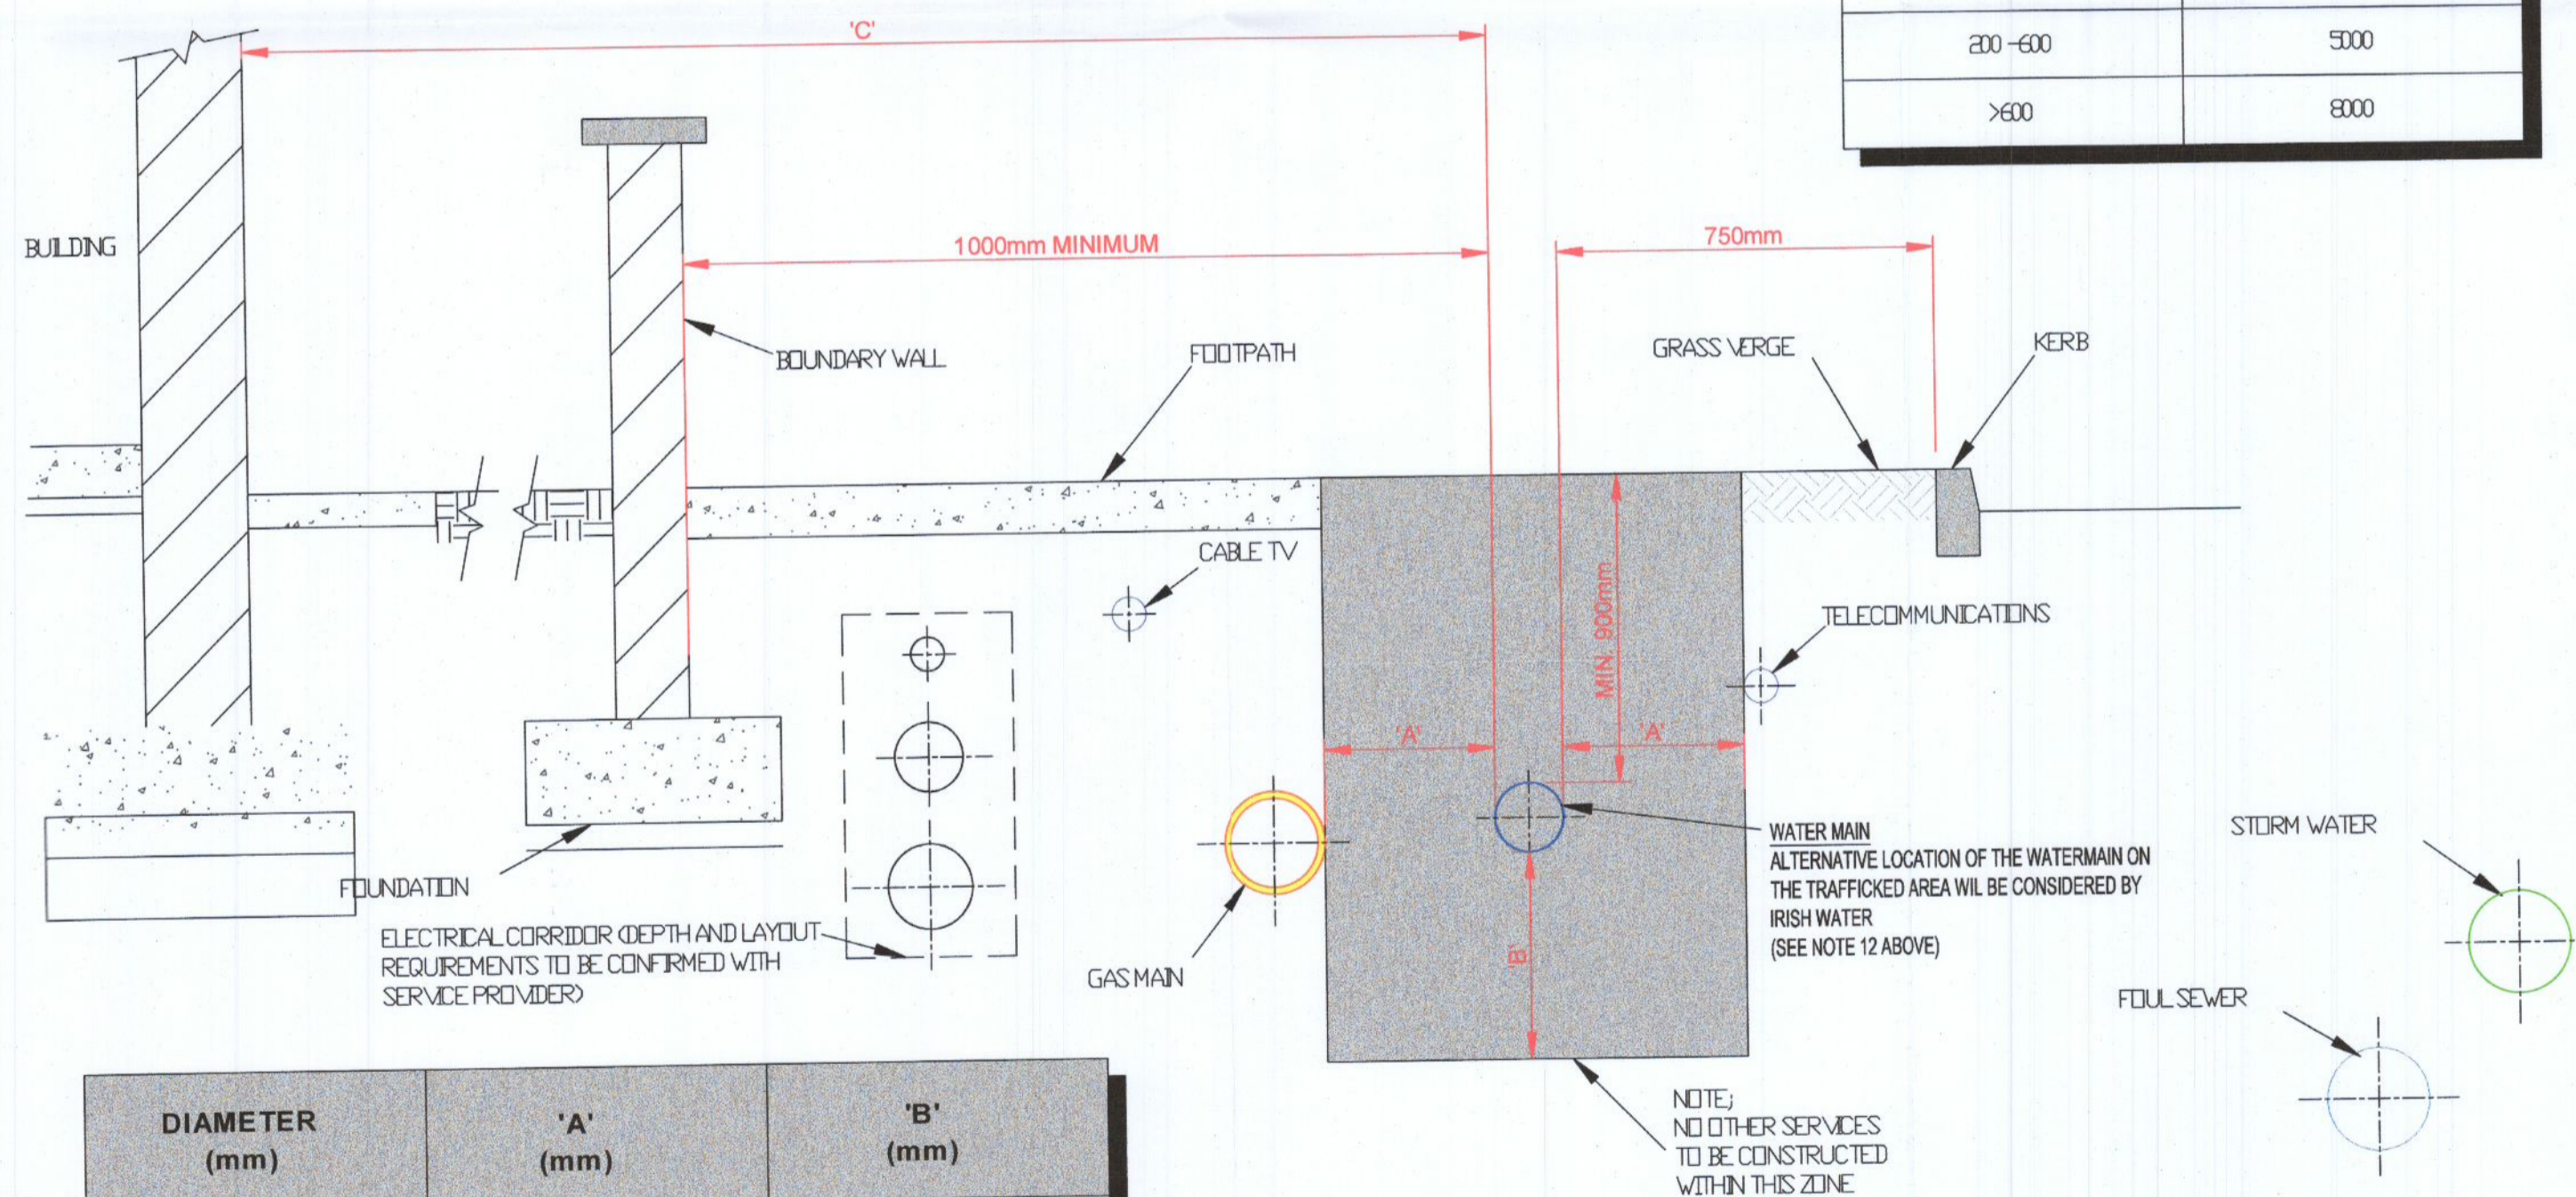 'C'
200-600 5000
>600 8000
BUILDING
1000mm MINIMUM
750mm
BOUNDARY WALL
FOOTPATH
GRASS VERGE
KERB
CABLE TV
MIN. 900mm
TELECOMMUNICATIONS
'A'
'A'
WATER MAIN
ALTERNATIVE LOCATION OF THE WATERMAIN ON
THE TRAFFICKED AREA WIL BE CONSIDERED BY
IRISH WATER
(SEE NOTE 12 ABOVE)
STORM WATER
FOUNDATION
ELECTRICAL CORRIDOR (DEPTH AND LAYOUT
REQUIREMENTS TO BE CONFIRMED WITH
SERVICE PROVIDER)
GAS MAIN
'B'
FOUL SEWER
NOTE;
NO OTHER SERVICES
TO BE CONSTRUCTED
WITHIN THIS ZONE
DIAMETER
(mm)
'A'
(mm)
'B'
(mm)